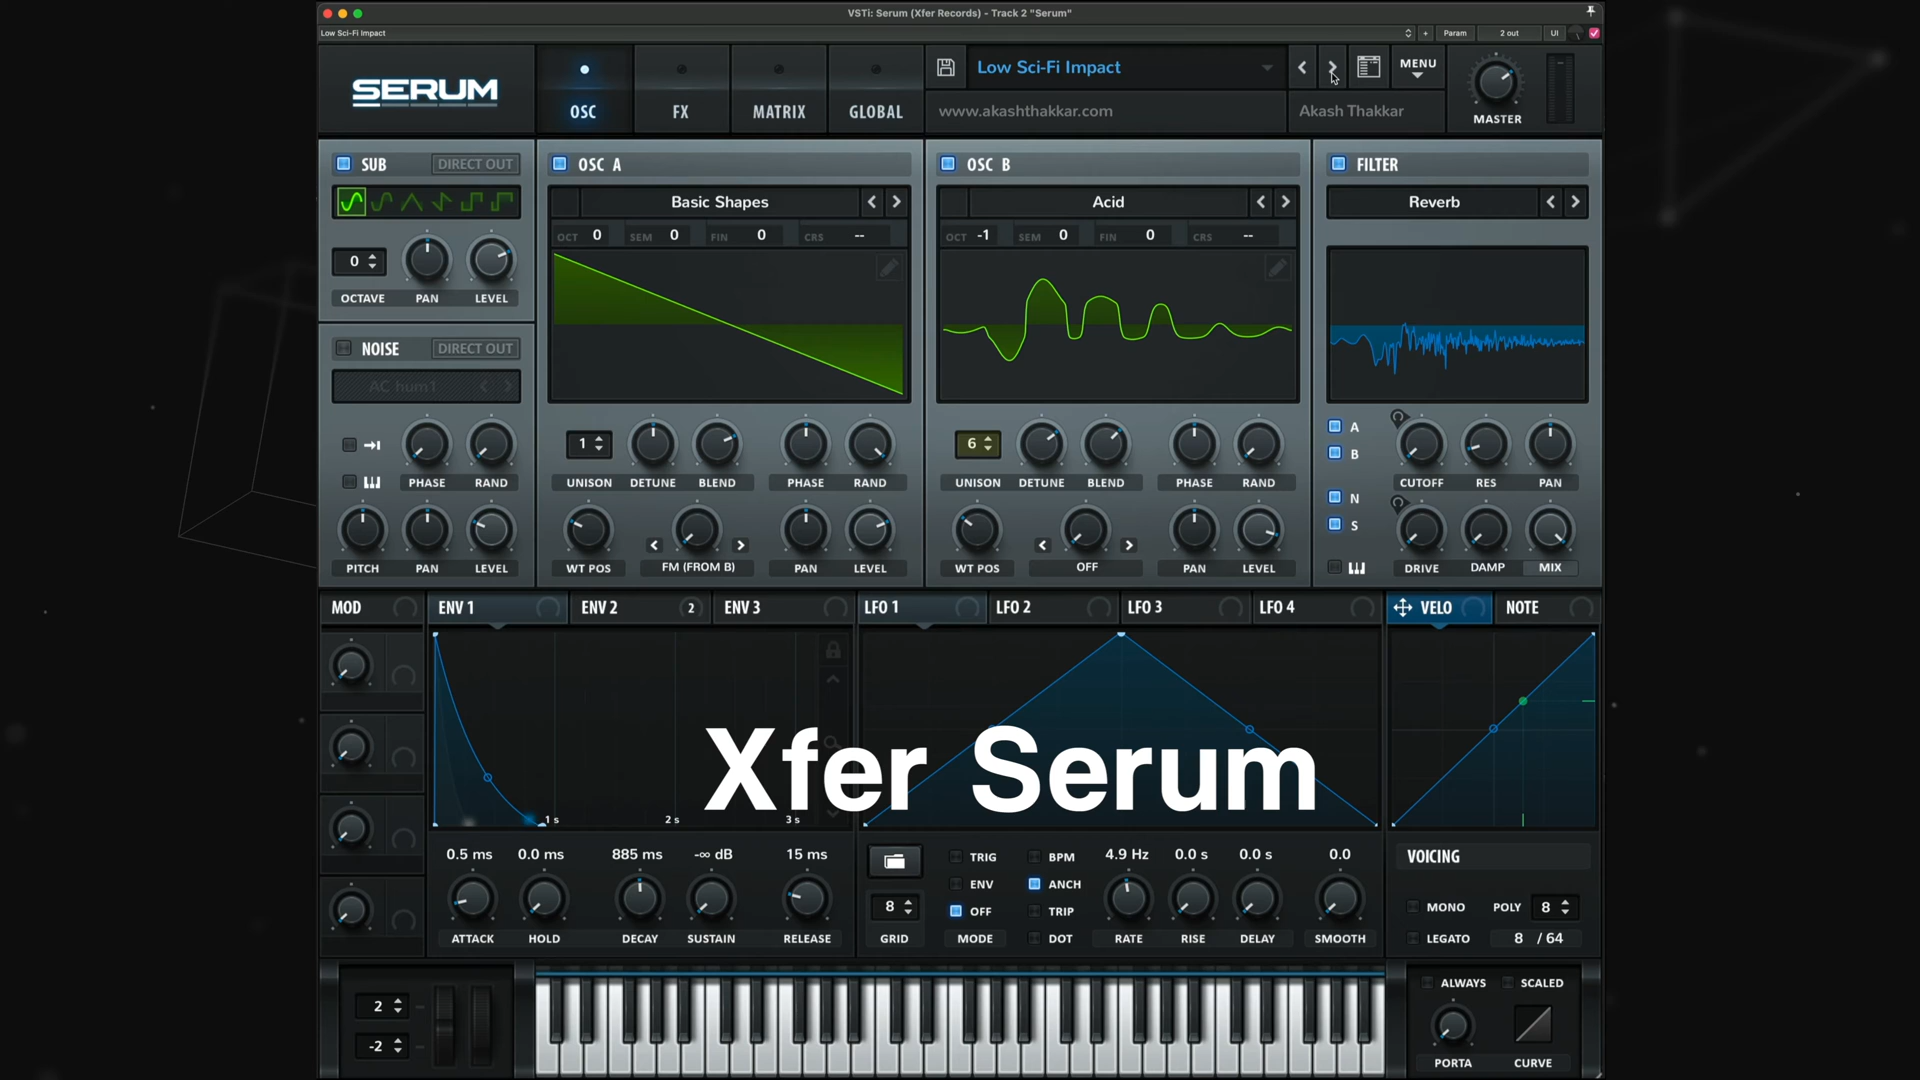 VSTi: Serum (Xfer Records) - Track 2 "Serum"
Low Sci-Fi Impact
+ Param 2 out UI
SERUM
OSC FX MATRIX GLOBAL
Low Sci-Fi Impact
MENU
www.akashthakkar.com
Akash Thakkar
MASTER
SUB DIRECT OUT
0
OCTAVE PAN LEVEL
NOISE DIRECT OUT
AC hum1
PHASE RAND
PITCH PAN LEVEL
OSC A
Basic Shapes
OCT 0 SEM 0 FIN 0 CRS --
1
UNISON DETUNE BLEND PHASE RAND
WT POS FM (FROM B) PAN LEVEL
OSC B
Acid
OCT -1 SEM 0 FIN 0 CRS --
6
UNISON DETUNE BLEND PHASE RAND
WT POS OFF PAN LEVEL
FILTER
Reverb
A
B
N
S
CUTOFF RES PAN
DRIVE DAMP MIX
MOD ENV 1 ENV 2 2 ENV 3
LFO 1 LFO 2 LFO 3 LFO 4
VELO NOTE
1 s 2 s 3 s
Xfer Serum
0.5 ms 0.0 ms 885 ms -∞ dB 15 ms
ATTACK HOLD DECAY SUSTAIN RELEASE
8
GRID
TRIG
ENV
OFF
MODE
BPM
ANCH
TRIP
DOT
4.9 Hz 0.0 s 0.0 s 0.0
RATE RISE DELAY SMOOTH
VOICING
MONO POLY 8
LEGATO 8 / 64
2
-2
ALWAYS SCALED
PORTA CURVE